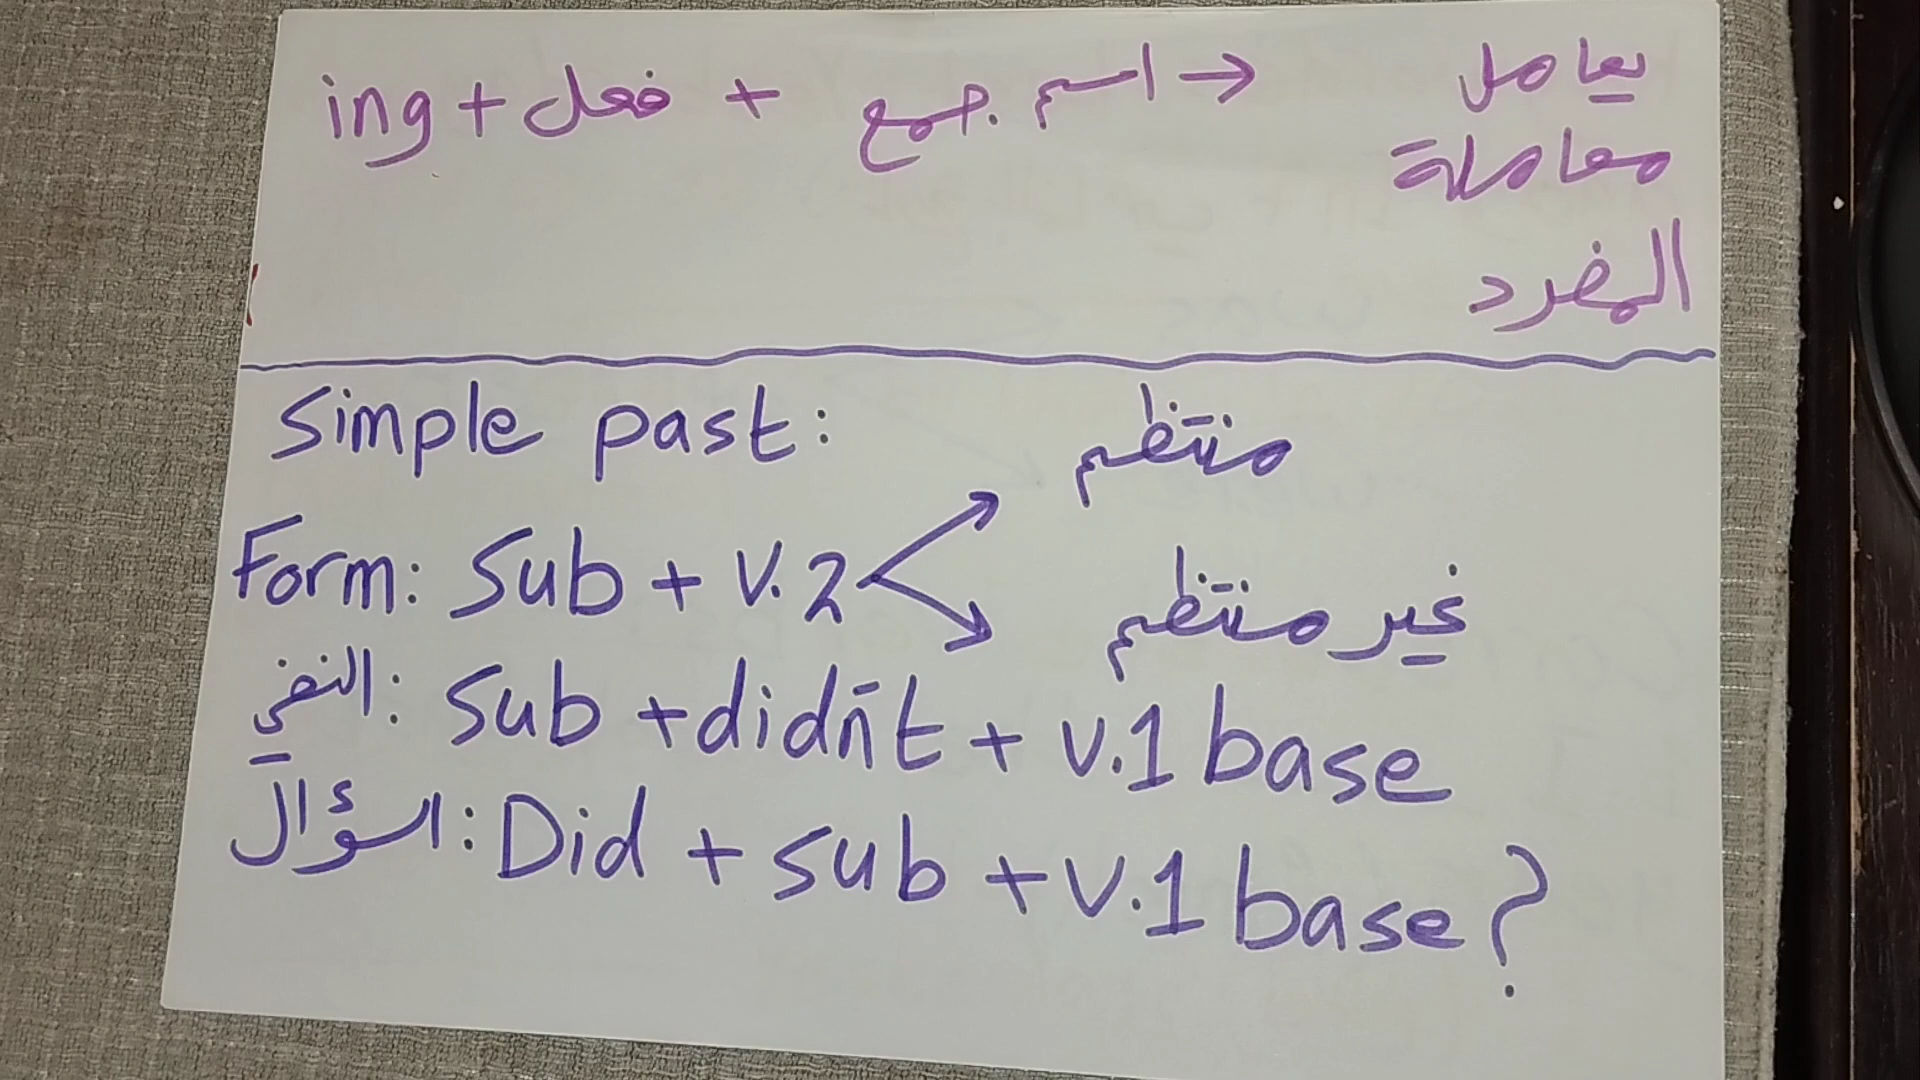 ing + فعل + اسم جمع → يعامل
معاملة
المفرد
Simple past:
منتظم
Form: Sub + V.2
غير منتظم
النفي: Sub + didn't + v.1 base
السؤال: Did + sub + v.1 base?